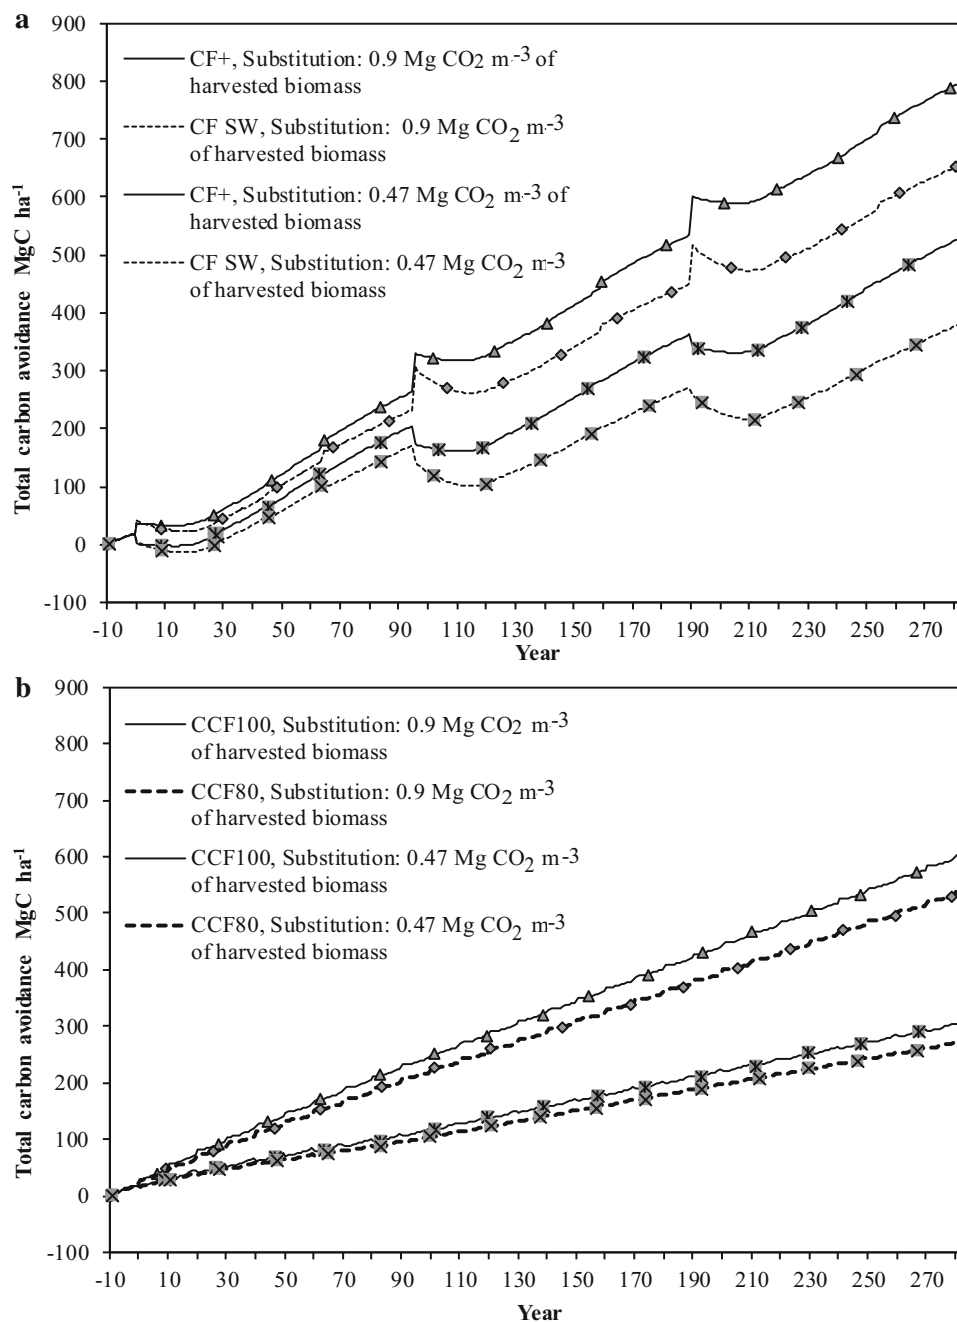 a
900
800
700
600
500
400
300
200
100
0
-100
Total carbon avoidance MgC ha-1
CF+, Substitution: 0.9 Mg CO2 m-3 of
harvested biomass
CF SW, Substitution: 0.9 Mg CO2 m-3
of harvested biomass
CF+, Substitution: 0.47 Mg CO2 m-3 of
harvested biomass
CF SW, Substitution: 0.47 Mg CO2 m-3
of harvested biomass
-10 10 30 50 70 90 110 130 150 170 190 210 230 250 270
Year
b
900
800
700
600
500
400
300
200
100
0
-100
Total carbon avoidance MgC ha-1
CCF100, Substitution: 0.9 Mg CO2 m-3
of harvested biomass
CCF80, Substitution: 0.9 Mg CO2 m-3
of harvested biomass
CCF100, Substitution: 0.47 Mg CO2 m-3
of harvested biomass
CCF80, Substitution: 0.47 Mg CO2 m-3
of harvested biomass
-10 10 30 50 70 90 110 130 150 170 190 210 230 250 270
Year